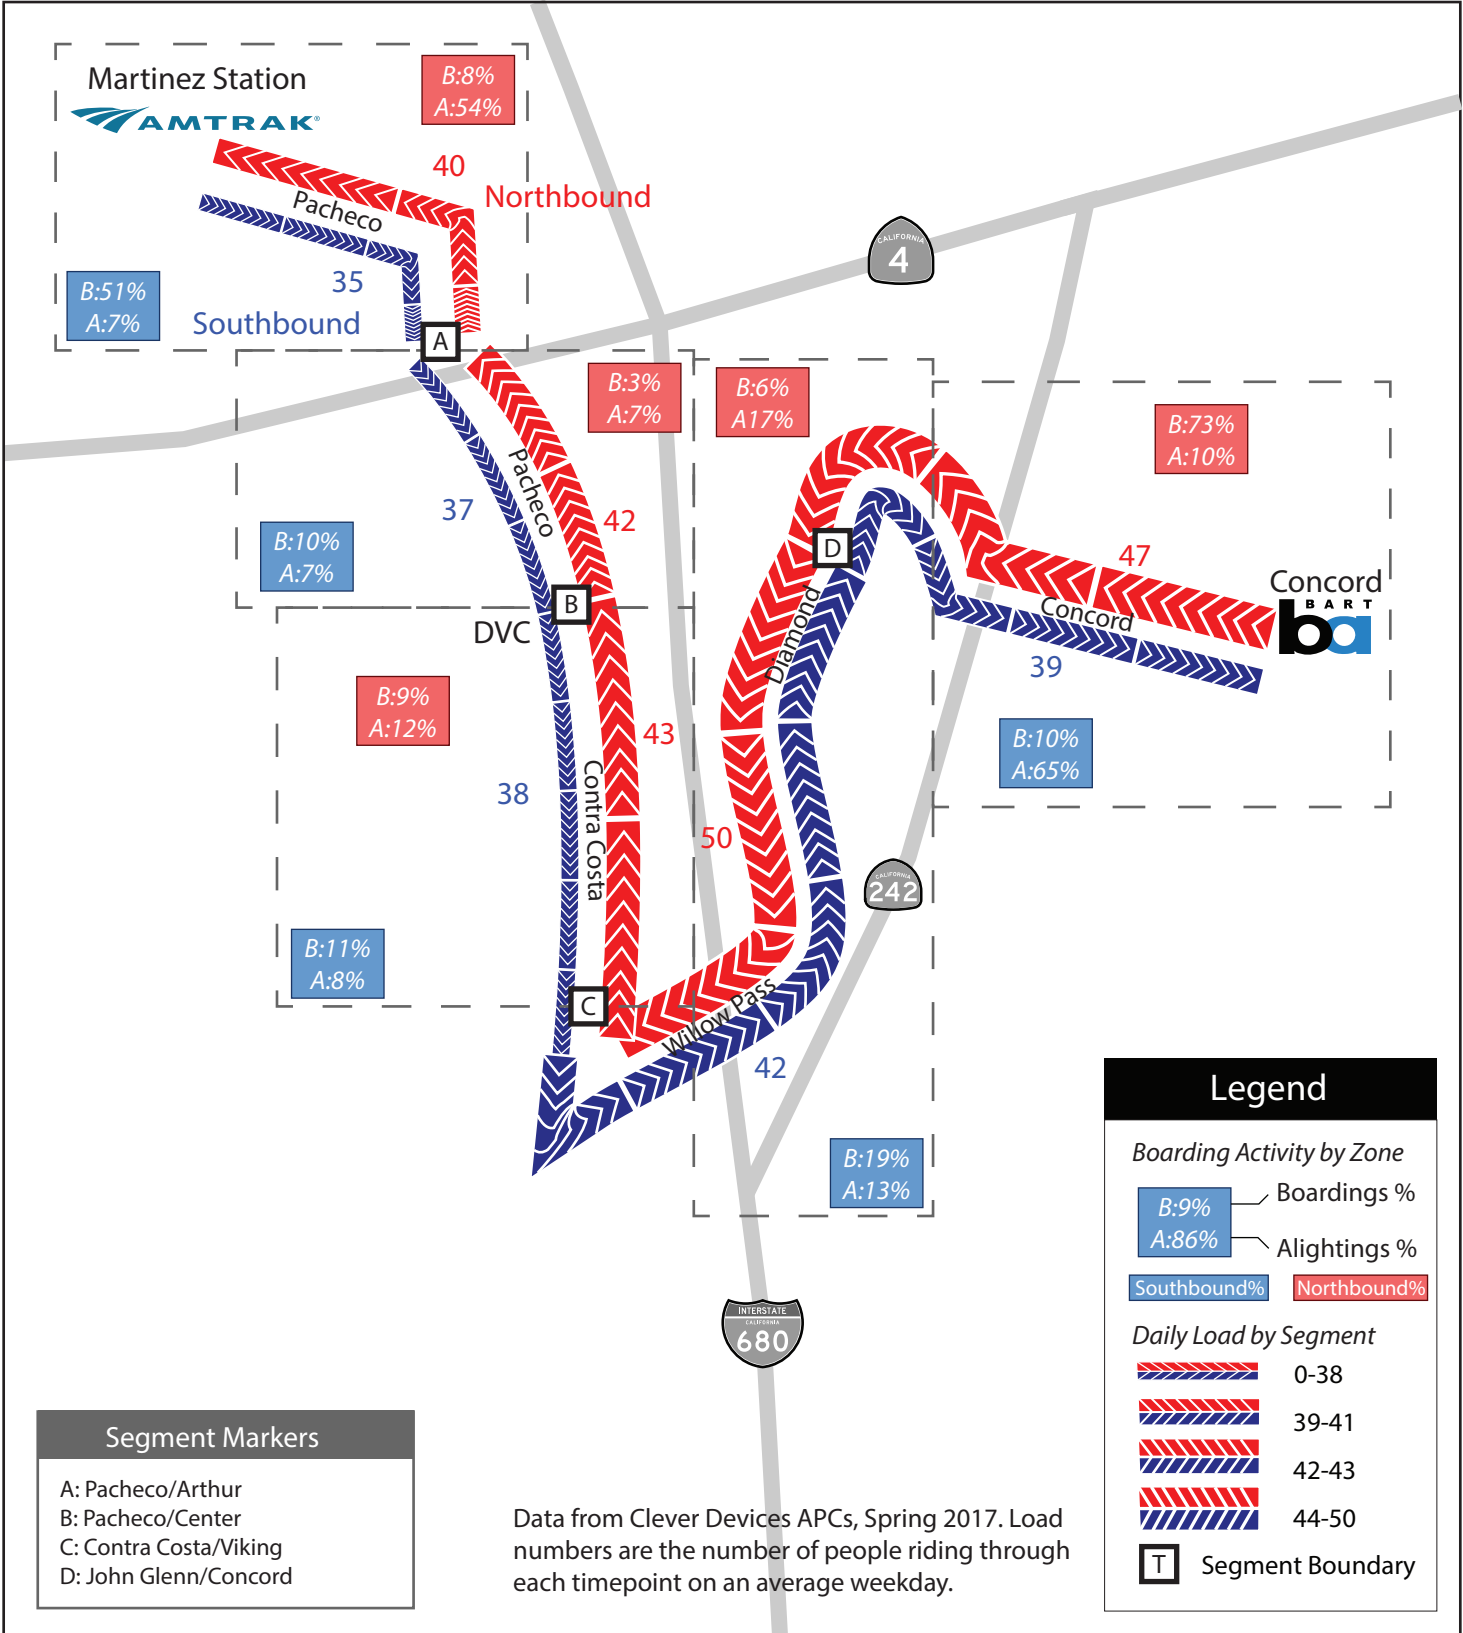 Martinez Station
AMTRAK®
B:8%
A:54%
40
Northbound
Pacheco
35
B:51%
A:7%
Southbound
A
CALIFORNIA
4
B:3%
A:7%
B:6%
A17%
B:73%
A:10%
Pacheco
37
42
B:10%
A:7%
B
DVC
D
47
Concord
BART
ba
Concord
39
Diamond
B:9%
A:12%
43
B:10%
A:65%
38
Contra Costa
50
CALIFORNIA
242
B:11%
A:8%
C
Willow Pass
42
B:19%
A:13%
INTERSTATE
CALIFORNIA
680
Legend
Boarding Activity by Zone
B:9%
A:86%
Boardings %
Alightings %
Southbound%
Northbound%
Daily Load by Segment
0-38
39-41
42-43
44-50
T
Segment Boundary
Segment Markers
A: Pacheco/Arthur
B: Pacheco/Center
C: Contra Costa/Viking
D: John Glenn/Concord
Data from Clever Devices APCs, Spring 2017. Load
numbers are the number of people riding through
each timepoint on an average weekday.